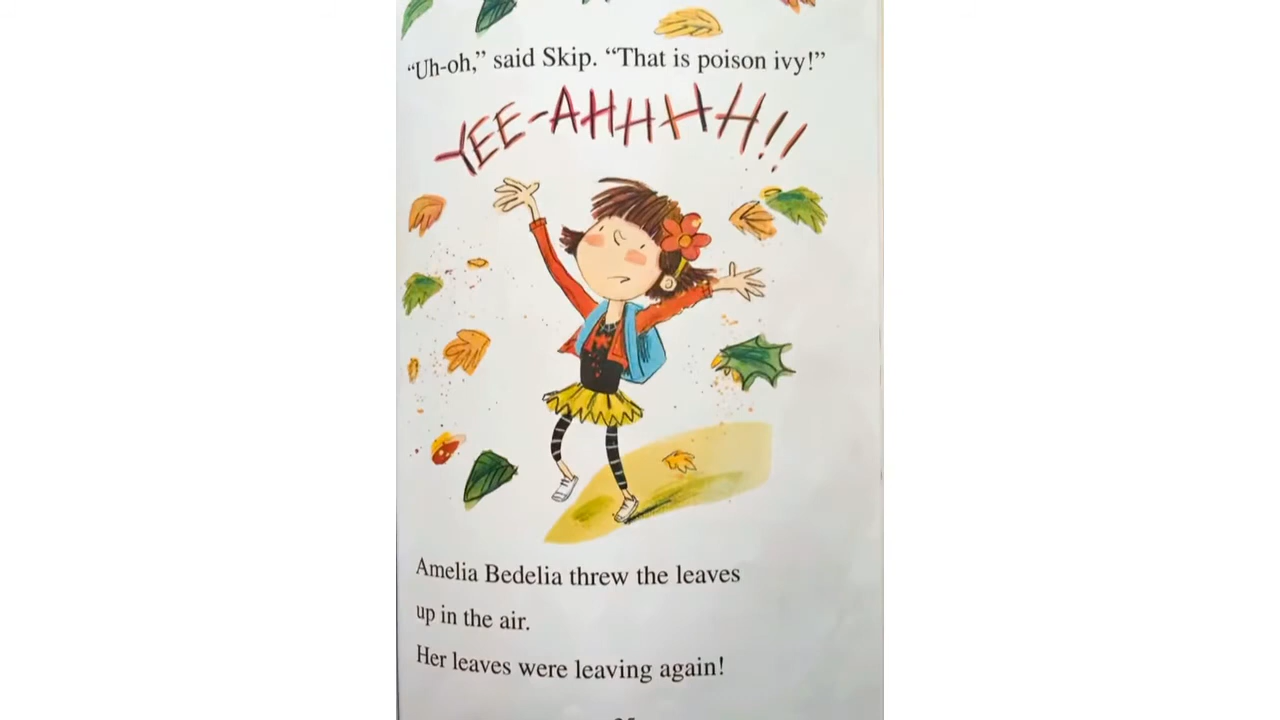 “Uh-oh,” said Skip. “That is poison ivy!”
YEE-AHHHH!!
Amelia Bedelia threw the leaves
up in the air.
Her leaves were leaving again!